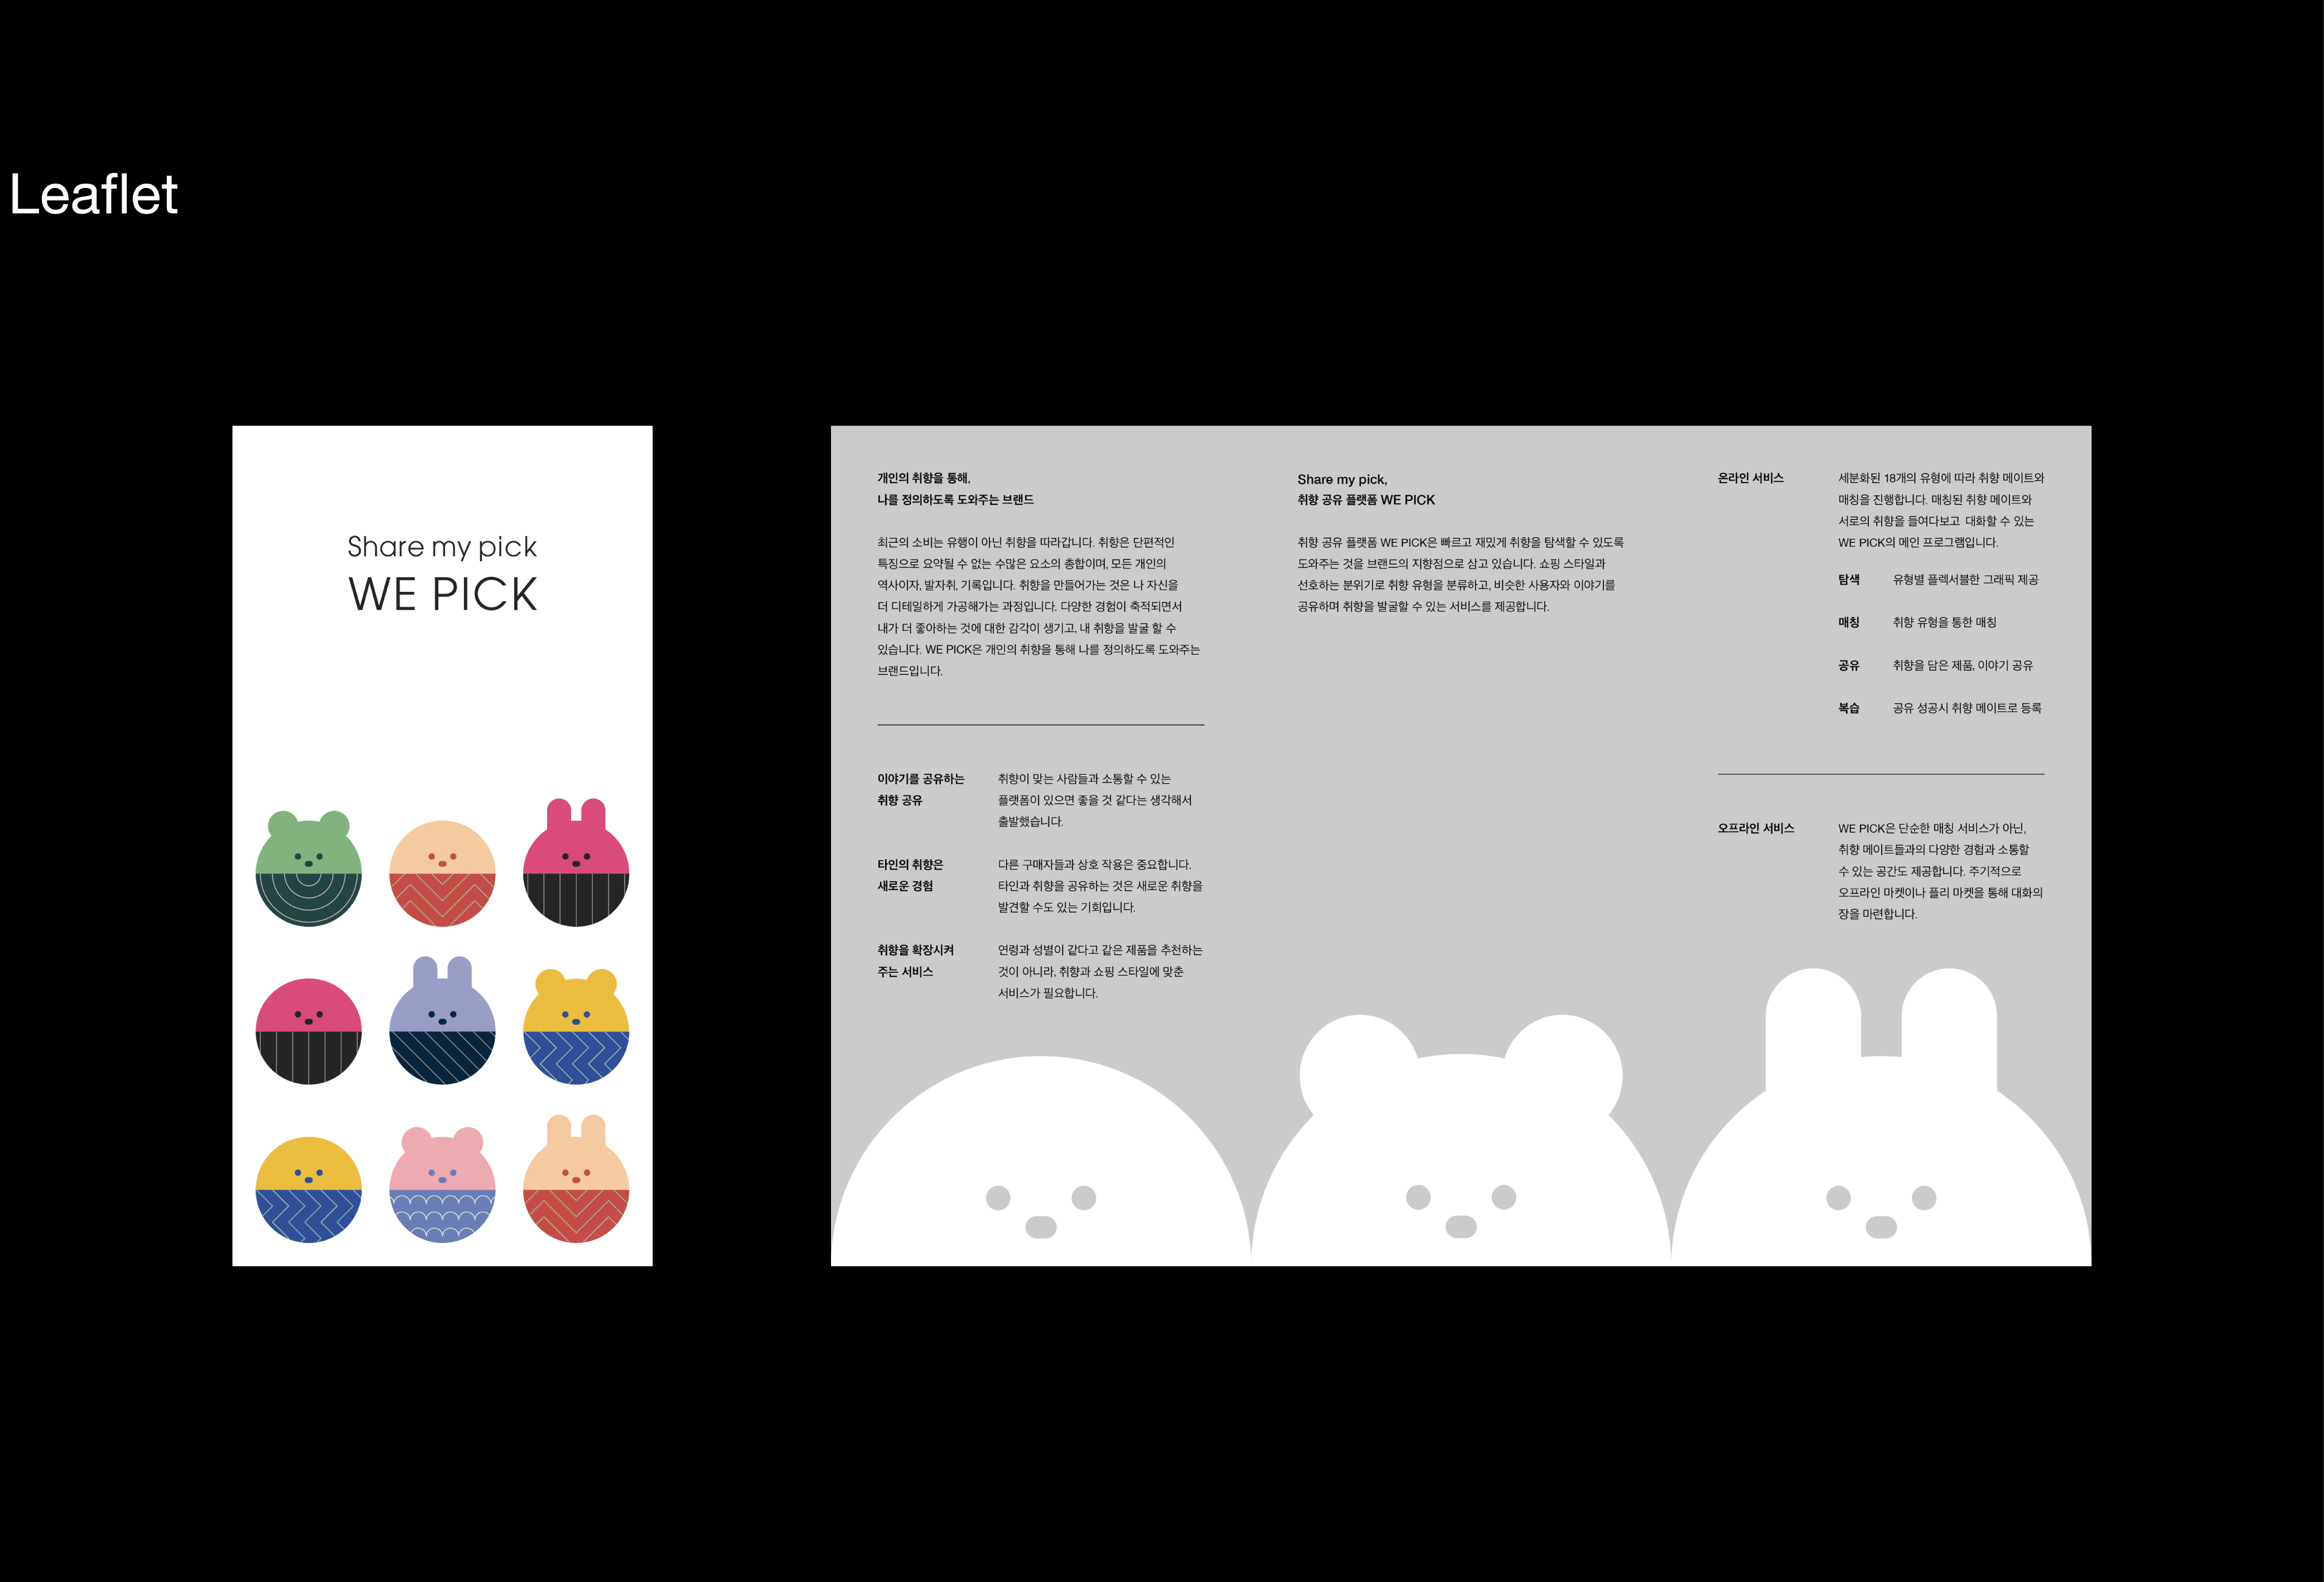 Leaflet
Share my pick
WE PICK
개인의 취향을 통해,
나를 정의하도록 도와주는 브랜드
최근의 소비는 유행이 아닌 취향을 따라갑니다. 취향은 단편적인
특징으로 요약될 수 없는 수많은 요소의 총합이며, 모든 개인의
역사이자, 발자취, 기록입니다. 취향을 만들어가는 것은 나 자신을
더 디테일하게 가공해가는 과정입니다. 다양한 경험이 축적되면서
내가 더 좋아하는 것에 대한 감각이 생기고, 내 취향을 발굴 할 수
있습니다. WE PICK은 개인의 취향을 통해 나를 정의하도록 도와주는
브랜드입니다.
이야기를 공유하는
취향 공유
취향이 맞는 사람들과 소통할 수 있는
플랫폼이 있으면 좋을 것 같다는 생각해서
출발했습니다.
타인의 취향은
새로운 경험
다른 구매자들과 상호 작용은 중요합니다.
타인과 취향을 공유하는 것은 새로운 취향을
발견할 수도 있는 기회입니다.
취향을 확장시켜
주는 서비스
연령과 성별이 같다고 같은 제품을 추천하는
것이 아니라, 취향과 쇼핑 스타일에 맞춘
서비스가 필요합니다.
Share my pick,
취향 공유 플랫폼 WE PICK
취향 공유 플랫폼 WE PICK은 빠르고 재밌게 취향을 탐색할 수 있도록
도와주는 것을 브랜드의 지향점으로 삼고 있습니다. 쇼핑 스타일과
선호하는 분위기로 취향 유형을 분류하고, 비슷한 사용자와 이야기를
공유하며 취향을 발굴할 수 있는 서비스를 제공합니다.
온라인 서비스
세분화된 18개의 유형에 따라 취향 메이트와
매칭을 진행합니다. 매칭된 취향 메이트와
서로의 취향을 들여다보고 대화할 수 있는
WE PICK의 메인 프로그램입니다.
탐색 유형별 플렉서블한 그래픽 제공
매칭 취향 유형을 통한 매칭
공유 취향을 담은 제품, 이야기 공유
복습 공유 성공시 취향 메이트로 등록
오프라인 서비스
WE PICK은 단순한 매칭 서비스가 아닌,
취향 메이트들과의 다양한 경험과 소통할
수 있는 공간도 제공합니다. 주기적으로
오프라인 마켓이나 플리 마켓을 통해 대화의
장을 마련합니다.